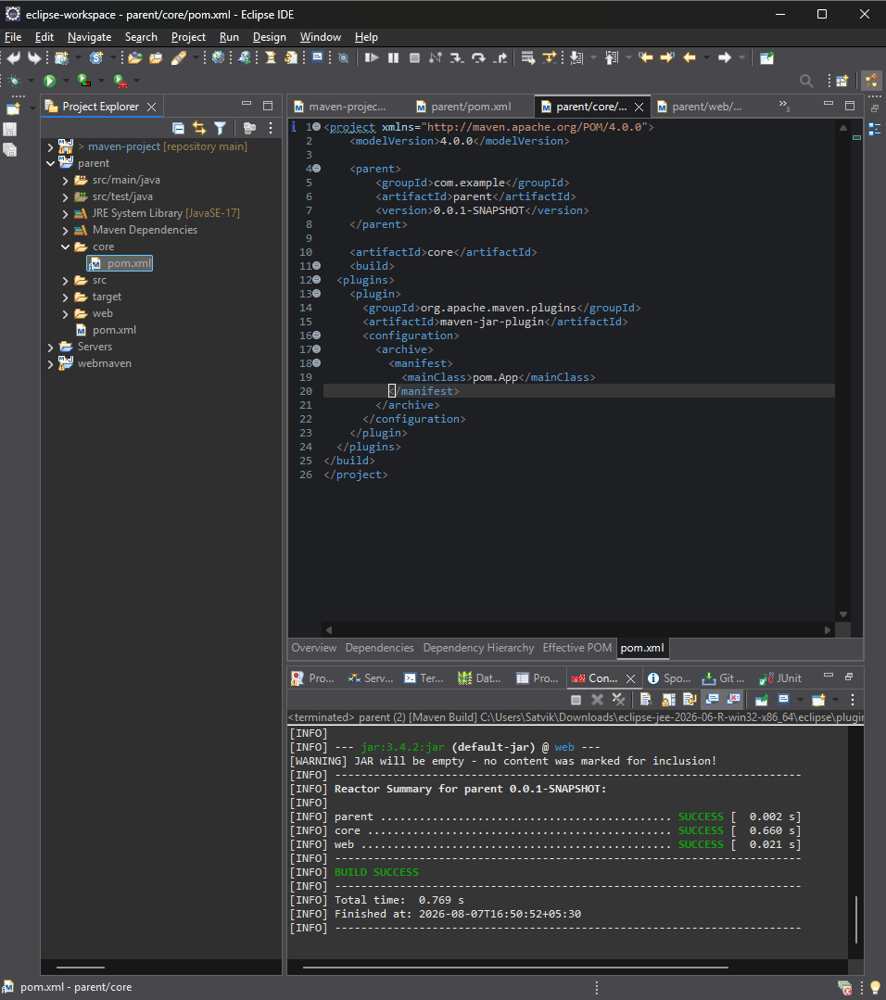 eclipse-workspace - parent/core/pom.xml - Eclipse IDE
File Edit Navigate Search Project Run Design Window Help
Project Explorer
> maven-project [repository main]
parent
src/main/java
src/test/java
JRE System Library [JavaSE-17]
Maven Dependencies
core
pom.xml
src
target
web
pom.xml
Servers
webmaven
maven-projec... parent/pom.xml parent/core/... parent/web/... »3
1 <project xmlns="http://maven.apache.org/POM/4.0.0">
2 <modelVersion>4.0.0</modelVersion>
3
4 <parent>
5 <groupId>com.example</groupId>
6 <artifactId>parent</artifactId>
7 <version>0.0.1-SNAPSHOT</version>
8 </parent>
9
10 <artifactId>core</artifactId>
11 <build>
12 <plugins>
13 <plugin>
14 <groupId>org.apache.maven.plugins</groupId>
15 <artifactId>maven-jar-plugin</artifactId>
16 <configuration>
17 <archive>
18 <manifest>
19 <mainClass>pom.App</mainClass>
20 </manifest>
21 </archive>
22 </configuration>
23 </plugin>
24 </plugins>
25 </build>
26 </project>
Overview Dependencies Dependency Hierarchy Effective POM pom.xml
Pro... Serv... Ter... Dat... Pro... Con... Spo... Git ... JUnit
<terminated> parent (2) [Maven Build] C:\Users\Satvik\Downloads\eclipse-jee-2026-06-R-win32-x86_64\eclipse\plugin
[INFO]
[INFO] --- jar:3.4.2:jar (default-jar) @ web ---
[WARNING] JAR will be empty - no content was marked for inclusion!
[INFO] ------------------------------------------------------------------------
[INFO] Reactor Summary for parent 0.0.1-SNAPSHOT:
[INFO]
[INFO] parent ............................................. SUCCESS [  0.002 s]
[INFO] core ............................................... SUCCESS [  0.660 s]
[INFO] web ................................................ SUCCESS [  0.021 s]
[INFO] ------------------------------------------------------------------------
[INFO] BUILD SUCCESS
[INFO] ------------------------------------------------------------------------
[INFO] Total time:  0.769 s
[INFO] Finished at: 2026-08-07T16:50:52+05:30
[INFO] ------------------------------------------------------------------------
pom.xml - parent/core